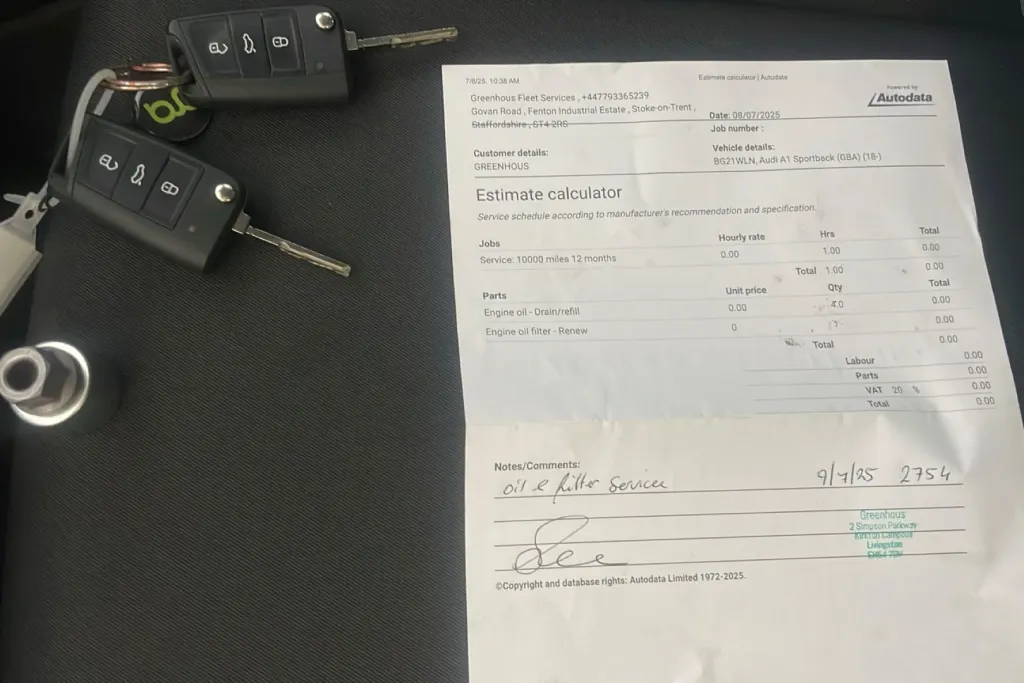 7/8/25, 10:38 AM
Estimate calculator | Autodata
Greenhous Fleet Services , +447793365239
Govan Road , Fenton Industrial Estate , Stoke-on-Trent ,
Staffordshire , ST4 2RS
Powered by
Autodata
Date: 08/07/2025
Job number :
Customer details:
GREENHOUS
Vehicle details:
BG21WLN, Audi A1 Sportback (GBA) (18-)
Estimate calculator
Service schedule according to manufacturer's recommendation and specification.
Jobs Hourly rate Hrs Total
Service: 10000 miles 12 months 0.00 1.00 0.00
Total 1.00 0.00
Parts Unit price Qty Total
Engine oil - Drain/refill 0.00 4.0 0.00
Engine oil filter - Renew 0 0.00
Total 0.00
Labour 0.00
Parts 0.00
VAT 20 % 0.00
Total 0.00
Notes/Comments:
oil & filter Service 9/7/25 2754
Greenhous
2 Simpson Parkway
Kirkton Campus
Livingston
EH54 7BH
©Copyright and database rights: Autodata Limited 1972-2025.